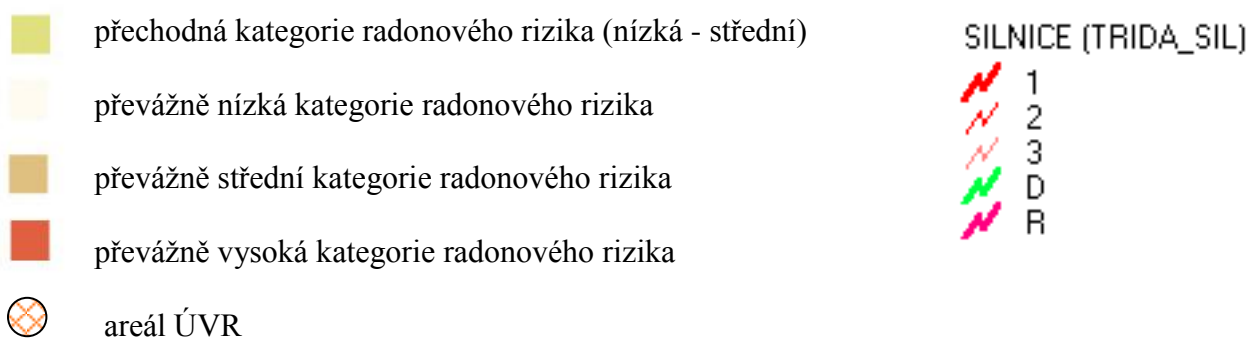 přechodná kategorie radonového rizika (nízká - střední)
převážně nízká kategorie radonového rizika
převážně střední kategorie radonového rizika
převážně vysoká kategorie radonového rizika
areál ÚVR
SILNICE (TRIDA_SIL)
1
2
3
D
R